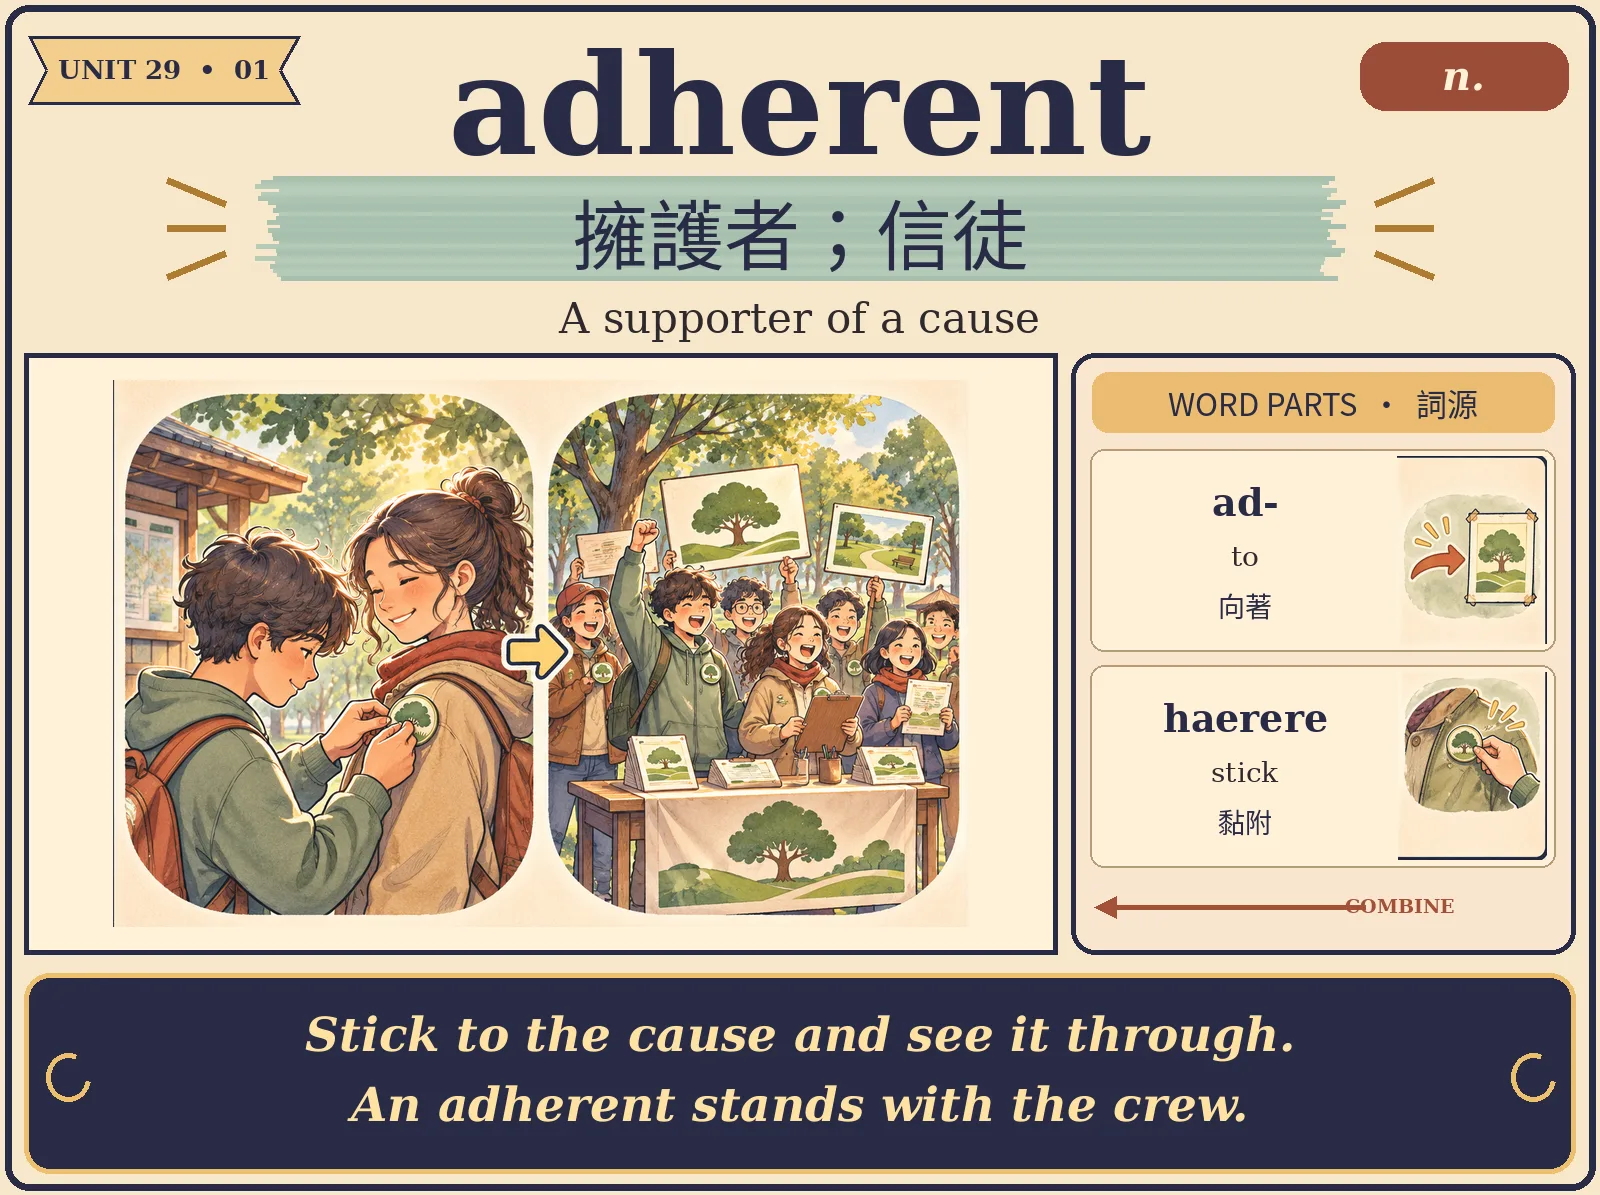 UNIT 29 • 01
adherent
n.
擁護者；信徒
A supporter of a cause
WORD PARTS • 詞源
ad-
to
向著
haerere
stick
黏附
COMBINE
Stick to the cause and see it through.
An adherent stands with the crew.